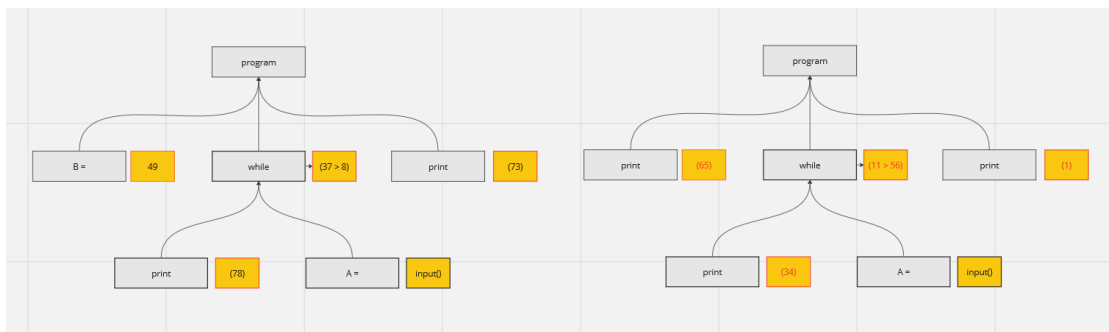 program
B =
49
while
(37 > 8)
print
(73)
print
(78)
A =
input()
program
print
(65)
while
(11 > 56)
print
(1)
print
(34)
A =
input()